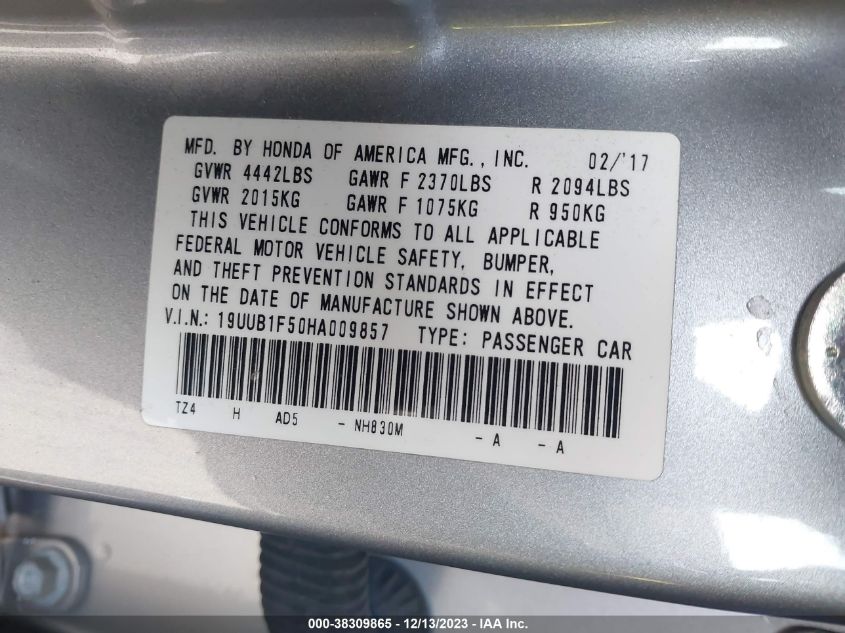 MFD. BY HONDA OF AMERICA MFG., INC. 02/'17
GVWR 4442LBS GAWR F 2370LBS R 2094LBS
GVWR 2015KG GAWR F 1075KG R 950KG
THIS VEHICLE CONFORMS TO ALL APPLICABLE
FEDERAL MOTOR VEHICLE SAFETY, BUMPER,
AND THEFT PREVENTION STANDARDS IN EFFECT
ON THE DATE OF MANUFACTURE SHOWN ABOVE.
V.I.N.: 19UUB1F50HA009857 TYPE: PASSENGER CAR
TZ4 H AD5 - NH830M - A - A
000-38309865 - 12/13/2023 - IAA Inc.